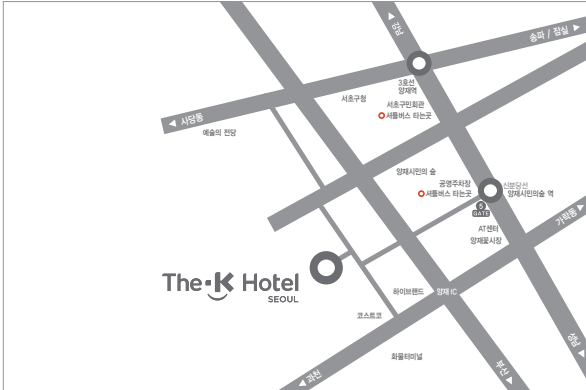 강남
송파 / 잠실
3호선
양재역
서초구청
서초구민회관
셔틀버스 타는곳
사당동
예술의 전당
양재시민의 숲
공영주차장
셔틀버스 타는곳
신분당선
양재시민의숲 역
5
GATE
가락동
AT센터
양재꽃시장
The-K Hotel
SEOUL
하이브랜드
양재 IC
코스트코
성남
화물터미널
과천
부산